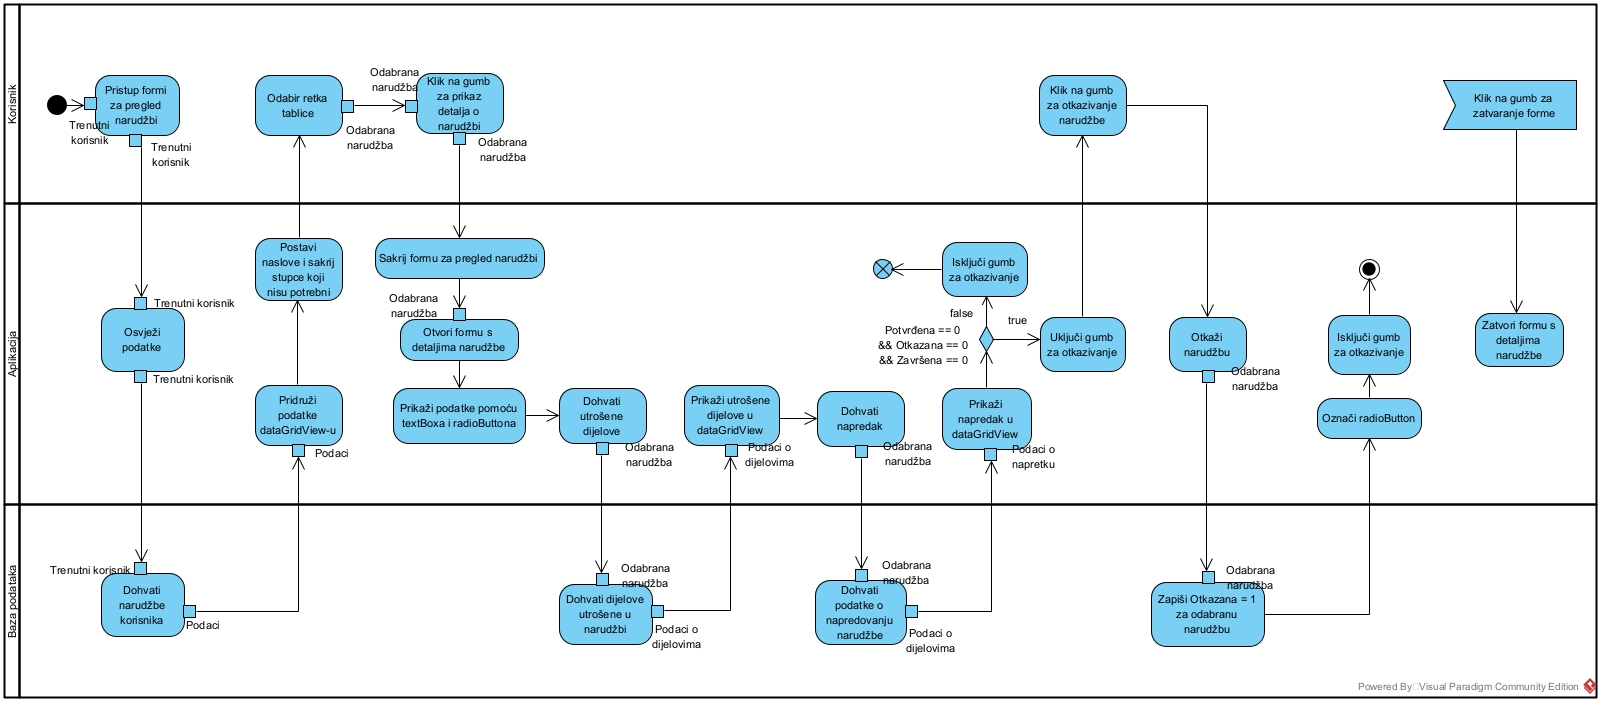 Korisnik
Pristup formi
za pregled
narudžbi
Trenutni
korisnik
Trenutni
korisnik
Odabir retka
tablice
Odabrana
narudžba
Odabrana
narudžba
Klik na gumb
za prikaz
detalja o
narudžbi
Odabrana
narudžba
Klik na gumb
za otkazivanje
narudžbe
Klik na gumb za
zatvaranje forme
Aplikacija
Trenutni korisnik
Osvježi
podatke
Trenutni korisnik
Postavi
naslove i sakrij
stupce koji
nisu potrebni
Pridruži
podatke
dataGridView-u
Podaci
Sakrij formu za pregled narudžbi
Odabrana
narudžba
Otvori formu s
detaljima narudžbe
Prikaži podatke pomoću
textBoxa i radioButtona
Dohvati
utrošene
dijelove
Odabrana
narudžba
Prikaži utrošene
dijelove u
dataGridView
Podaci o
dijelovima
Dohvati
napredak
Odabrana
narudžba
Prikaži
napredak u
dataGridView
Podaci o
napretku
Potvrđena == 0
&& Otkazana == 0
&& Završena == 0
false
true
Isključi gumb
za otkazivanje
Uključi gumb
za otkazivanje
Otkaži
narudžbu
Odabrana
narudžba
Isključi gumb
za otkazivanje
Označi radioButton
Zatvori formu s
detaljima
narudžbe
Baza podataka
Trenutni korisnik
Dohvati
narudžbe
korisnika
Podaci
Odabrana
narudžba
Dohvati dijelove
utrošene u
narudžbi
Podaci o
dijelovima
Odabrana
narudžba
Dohvati
podatke o
napredovanju
narudžbe
Podaci o
dijelovima
Odabrana
narudžba
Zapiši Otkazana = 1
za odabranu
narudžbu
Powered By Visual Paradigm Community Edition